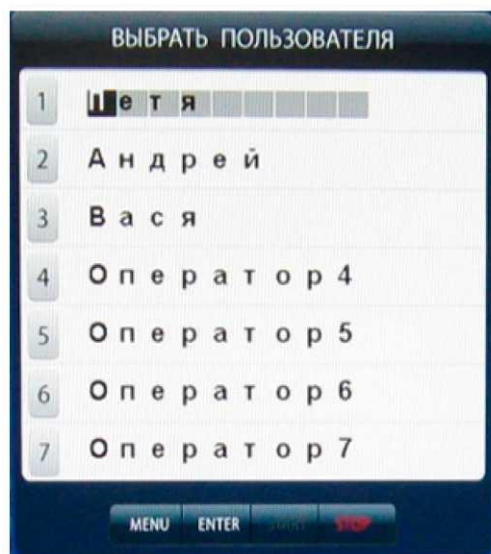 ВЫБРАТЬ ПОЛЬЗОВАТЕЛЯ
1 Петя
2 Андрей
3 Вася
4 Оператор4
5 Оператор5
6 Оператор6
7 Оператор7
MENU ENTER START STOP